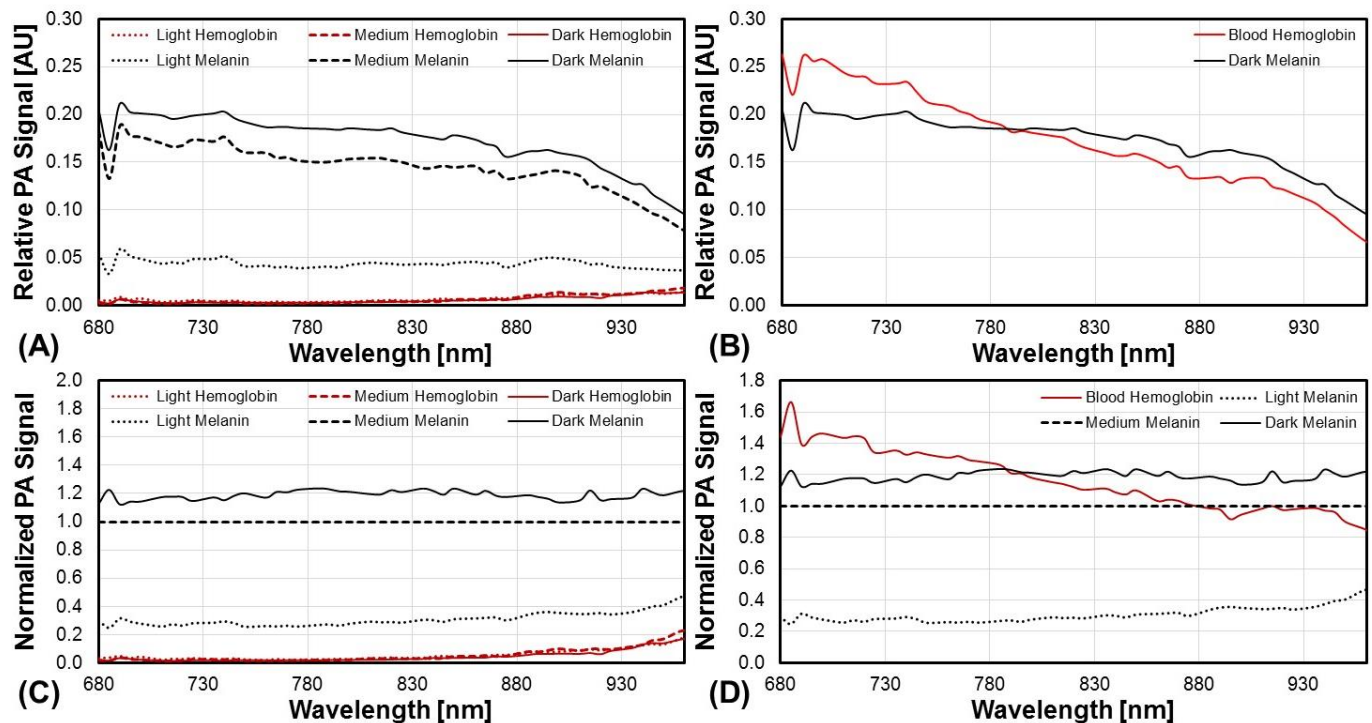 Relative PA Signal [AU]
0.30
0.25
0.20
0.15
0.10
0.05
0.00
Light Hemoglobin Medium Hemoglobin Dark Hemoglobin
Light Melanin Medium Melanin Dark Melanin
680 730 780 830 880 930
(A) Wavelength [nm]
Relative PA Signal [AU]
0.30
0.25
0.20
0.15
0.10
0.05
0.00
Blood Hemoglobin
Dark Melanin
680 730 780 830 880 930
(B) Wavelength [nm]
Normalized PA Signal
2.0
1.8
1.6
1.4
1.2
1.0
0.8
0.6
0.4
0.2
0.0
Light Hemoglobin Medium Hemoglobin Dark Hemoglobin
Light Melanin Medium Melanin Dark Melanin
680 730 780 830 880 930
(C) Wavelength [nm]
Normalized PA Signal
1.8
1.6
1.4
1.2
1.0
0.8
0.6
0.4
0.2
0.0
Blood Hemoglobin Light Melanin
Medium Melanin Dark Melanin
680 730 780 830 880 930
(D) Wavelength [nm]